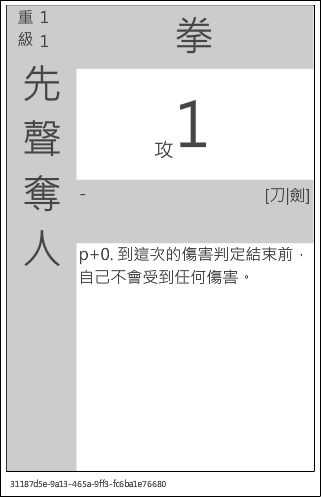 重 1
級 1
拳
先聲奪人
攻 1
-
[刀|劍]
p+0. 到這次的傷害判定結束前，
自己不會受到任何傷害。
31187d5e-9a13-465a-9ff3-fc6ba1e76680